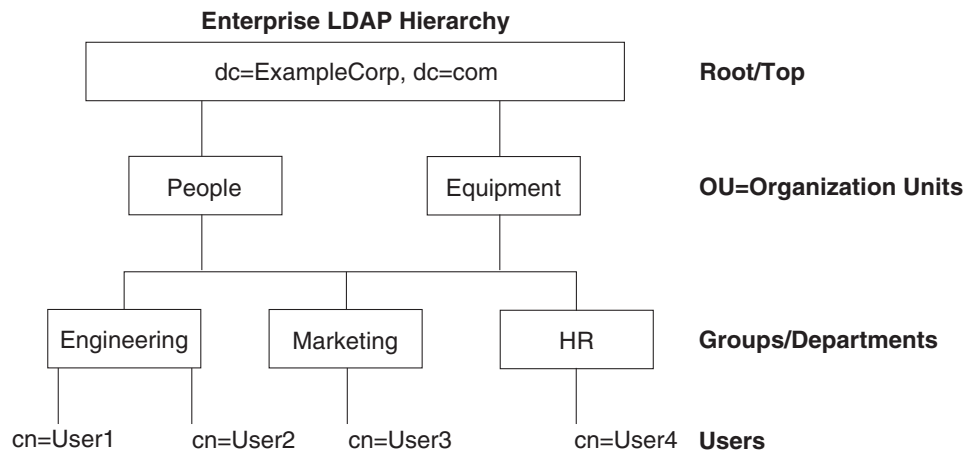 Enterprise LDAP Hierarchy
dc=ExampleCorp, dc=com
Root/Top
People
Equipment
OU=Organization Units
Engineering
Marketing
HR
Groups/Departments
cn=User1
cn=User2
cn=User3
cn=User4
Users